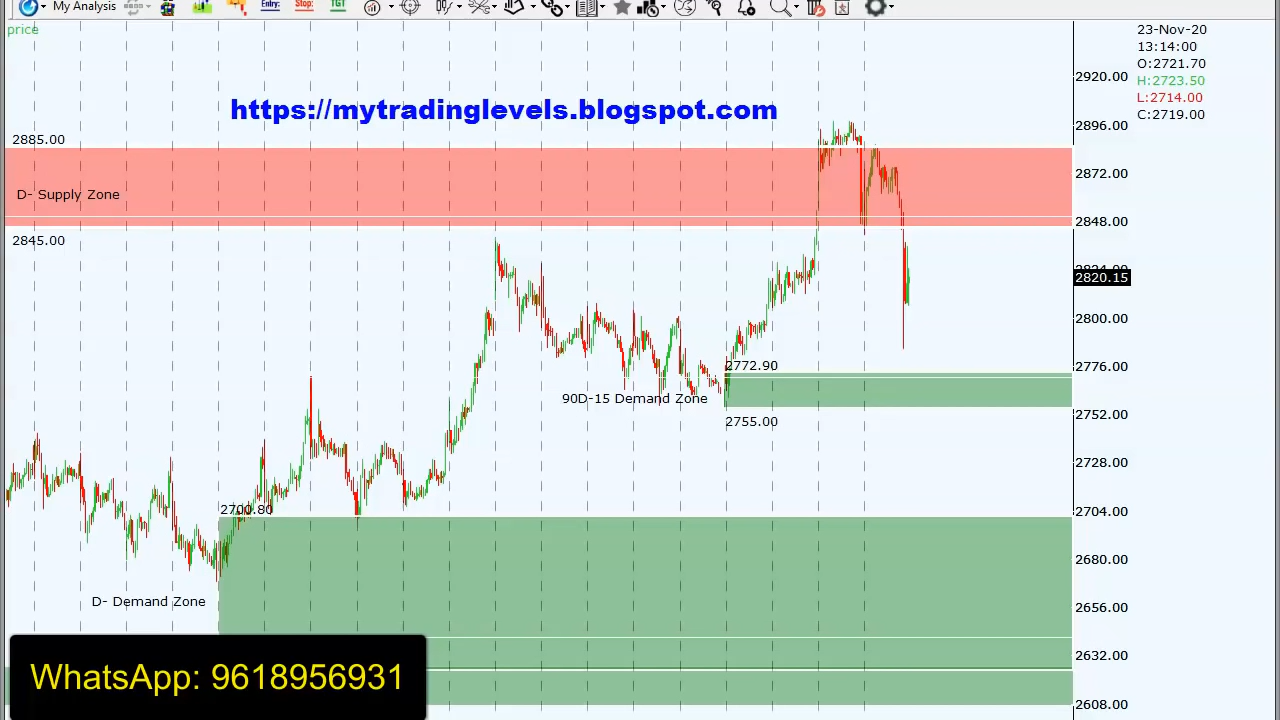 My Analysis
Entry:
Stop:
TGT
price
23-Nov-20
13:14:00
O:2721.70
H:2723.50
L:2714.00
C:2719.00
https://mytradinglevels.blogspot.com
2920.00
2896.00
2885.00
2872.00
D- Supply Zone
2848.00
2845.00
2820.15
2800.00
2772.90
2776.00
90D-15 Demand Zone
2755.00
2752.00
2728.00
2700.80
2704.00
2680.00
D- Demand Zone
2656.00
2632.00
WhatsApp: 9618956931
2608.00